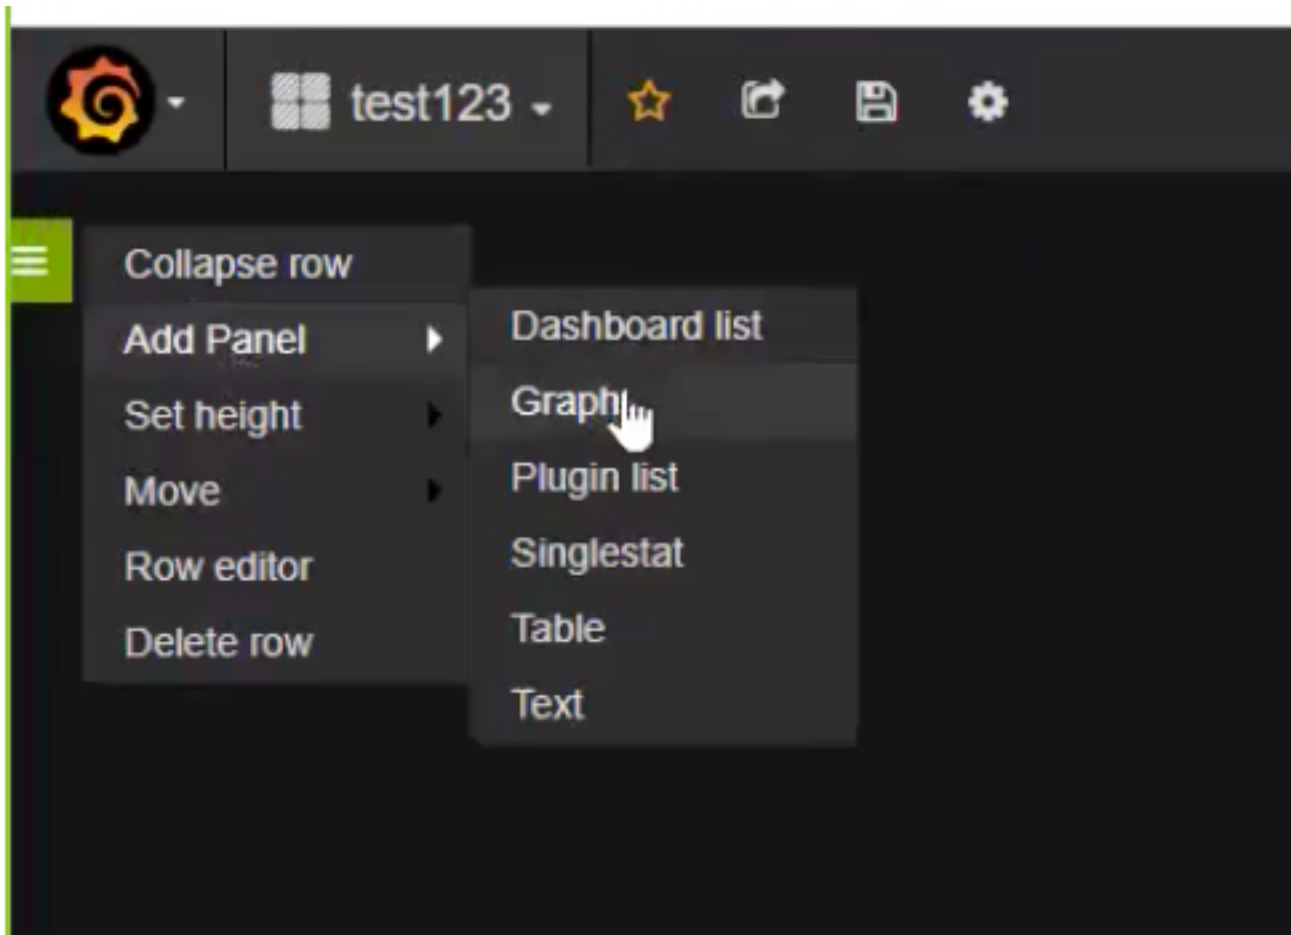 test123
Collapse row
Add Panel
Set height
Move
Row editor
Delete row
Dashboard list
Graph
Plugin list
Singlestat
Table
Text